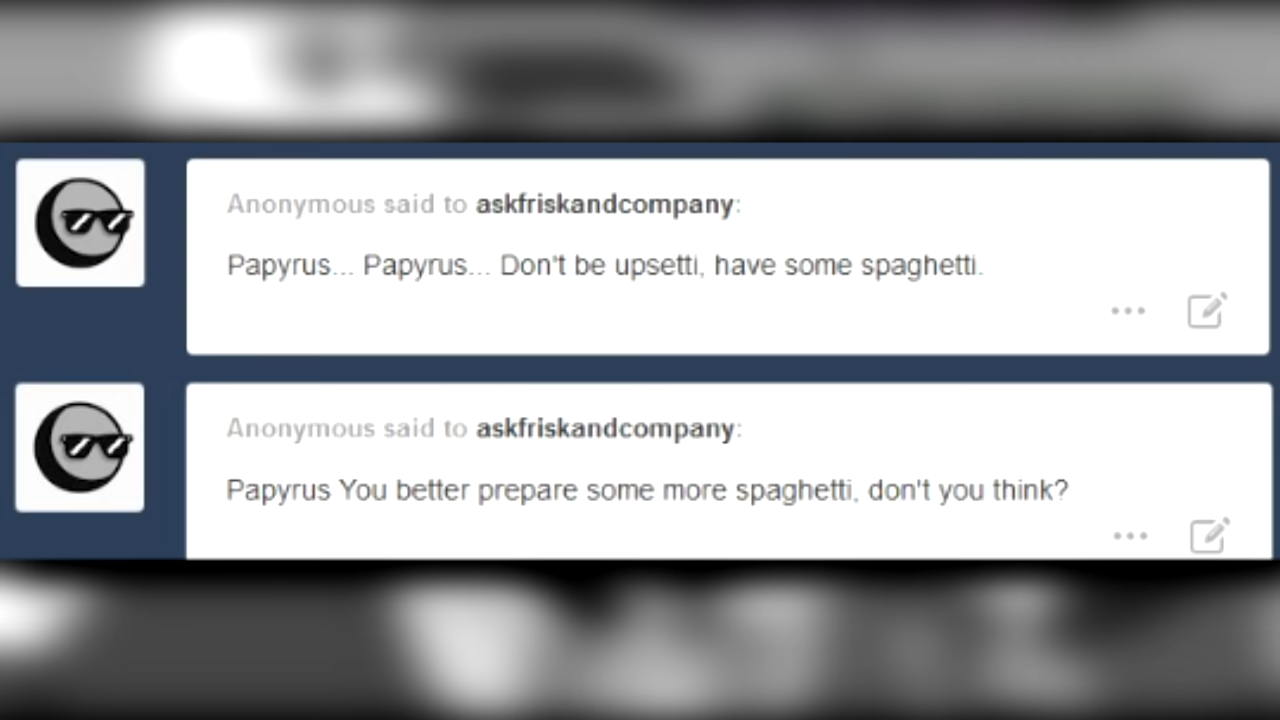 Anonymous said to askfriskandcompany:
Papyrus... Papyrus... Don't be upsetti, have some spaghetti.
Anonymous said to askfriskandcompany:
Papyrus You better prepare some more spaghetti, don't you think?